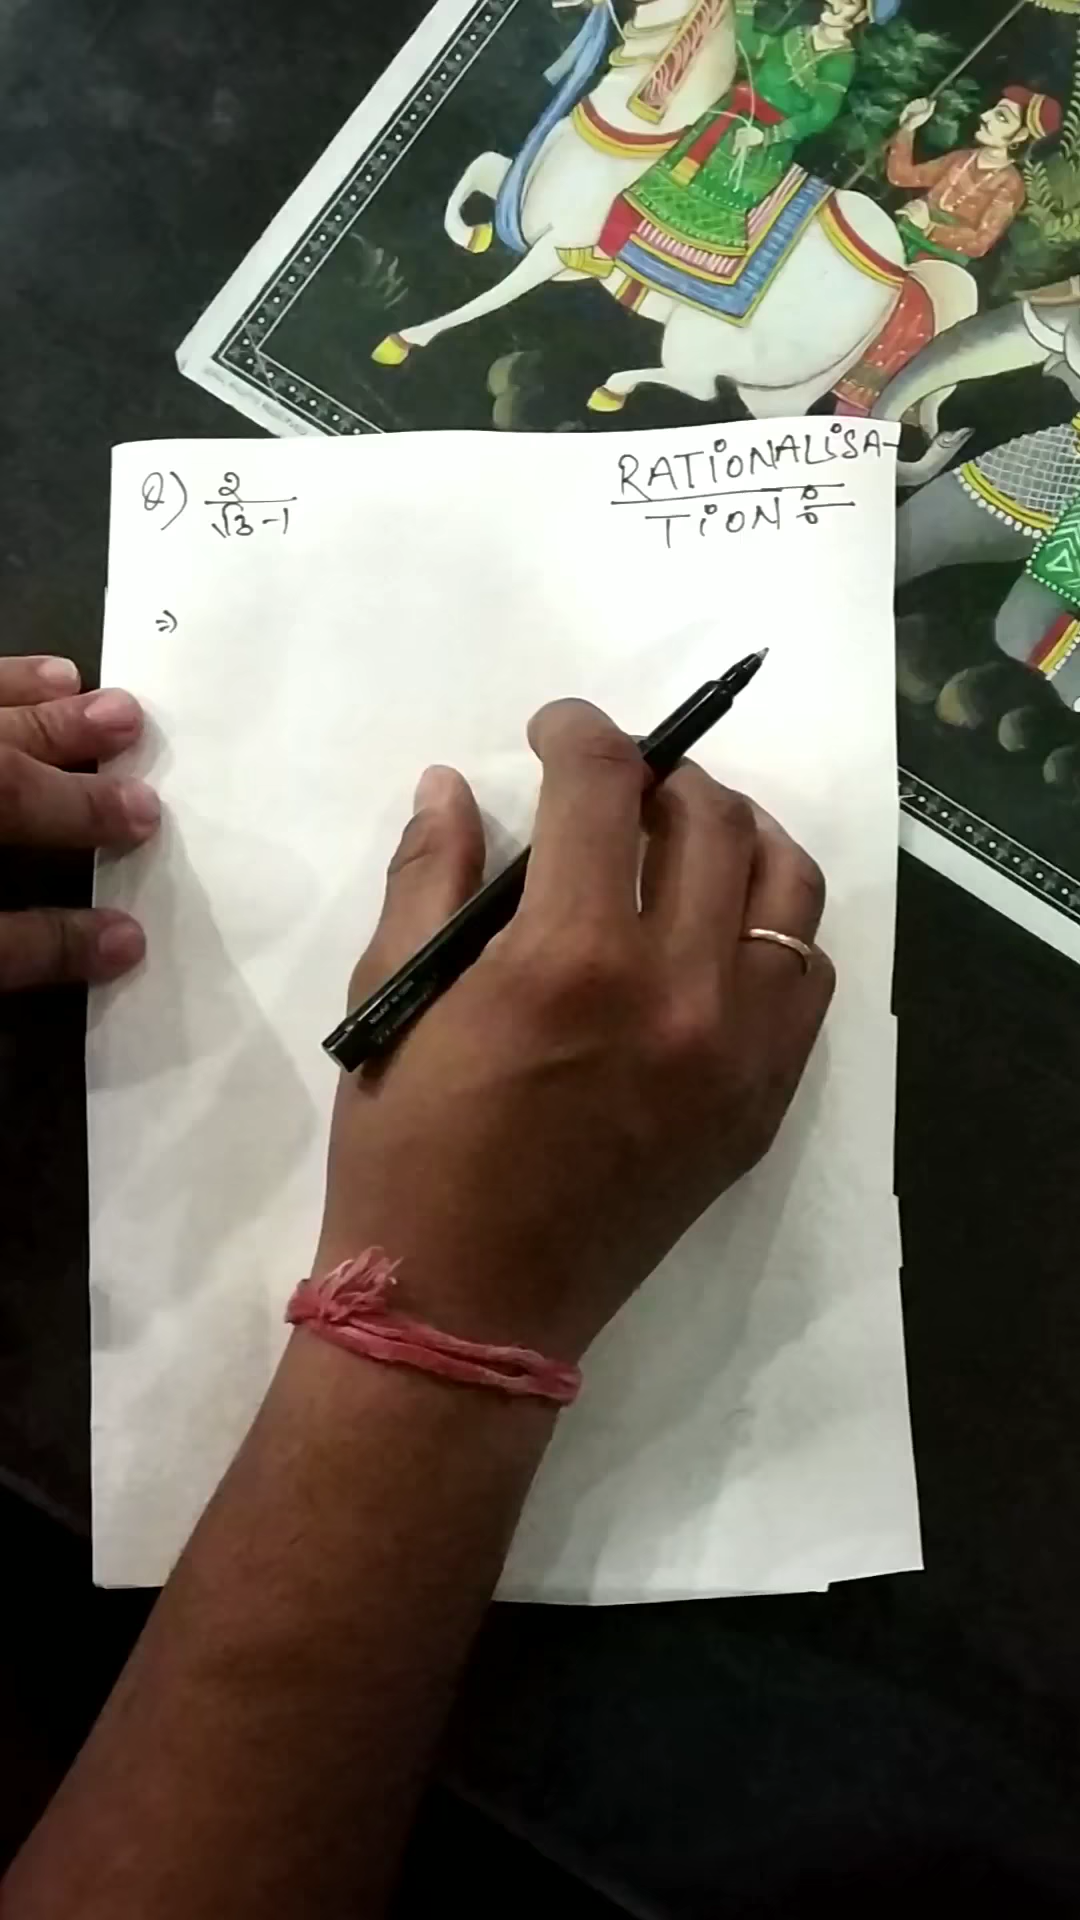 Q) 2/√3-1
RATIONALISA-
TION÷
⇒